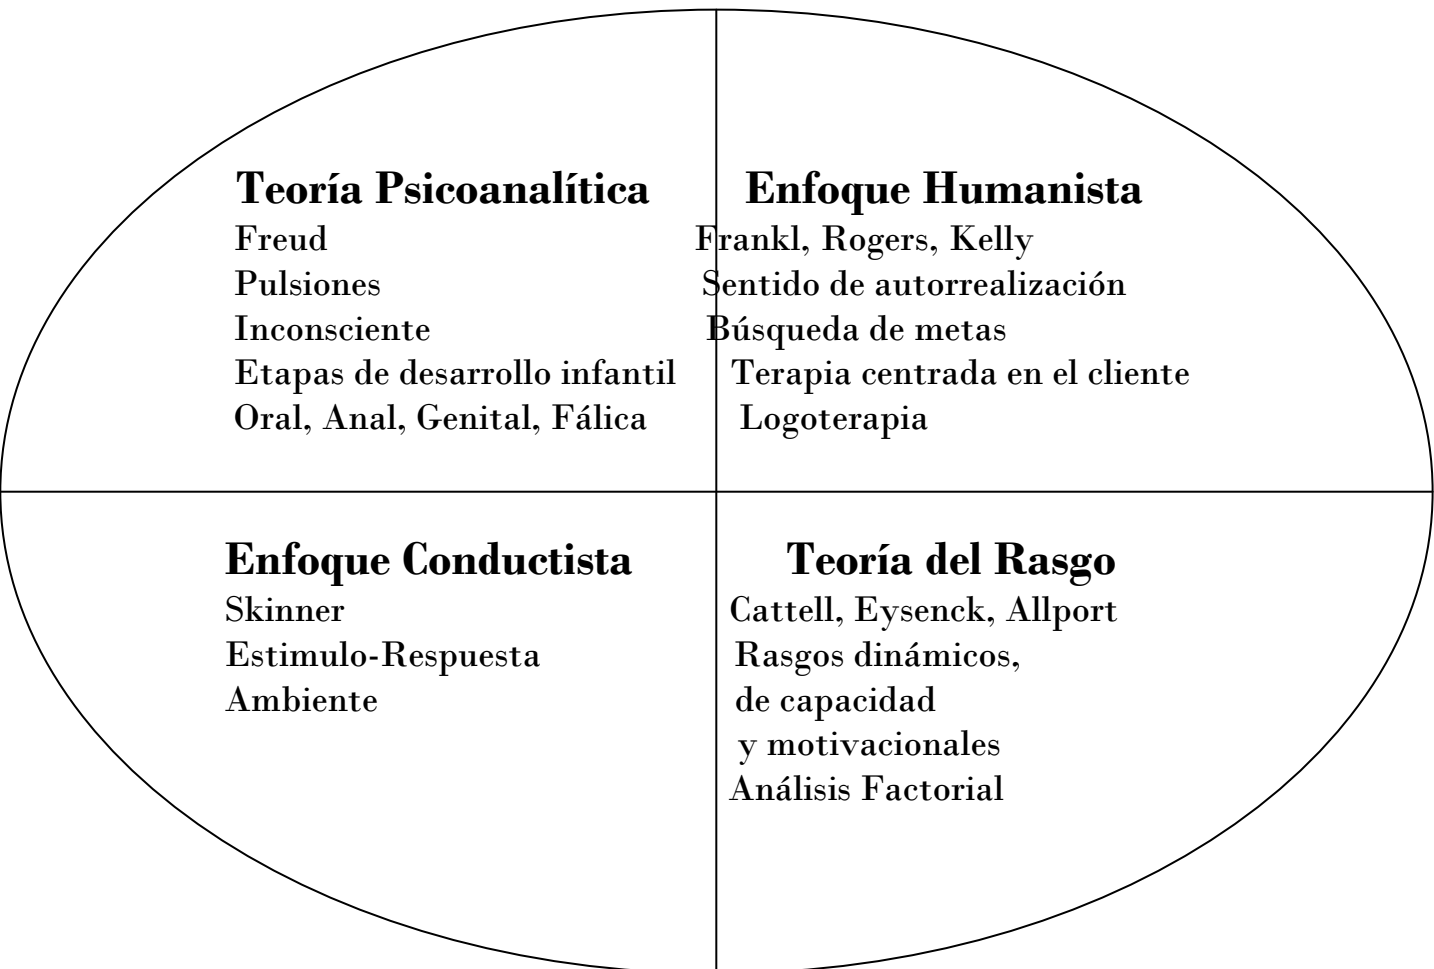 Teoría Psicoanalítica
Freud
Pulsiones
Inconsciente
Etapas de desarrollo infantil
Oral, Anal, Genital, Fálica
Enfoque Humanista
Frankl, Rogers, Kelly
Sentido de autorrealización
Búsqueda de metas
Terapia centrada en el cliente
Logoterapia
Enfoque Conductista
Skinner
Estimulo-Respuesta
Ambiente
Teoría del Rasgo
Cattell, Eysenck, Allport
Rasgos dinámicos,
de capacidad
y motivacionales
Análisis Factorial